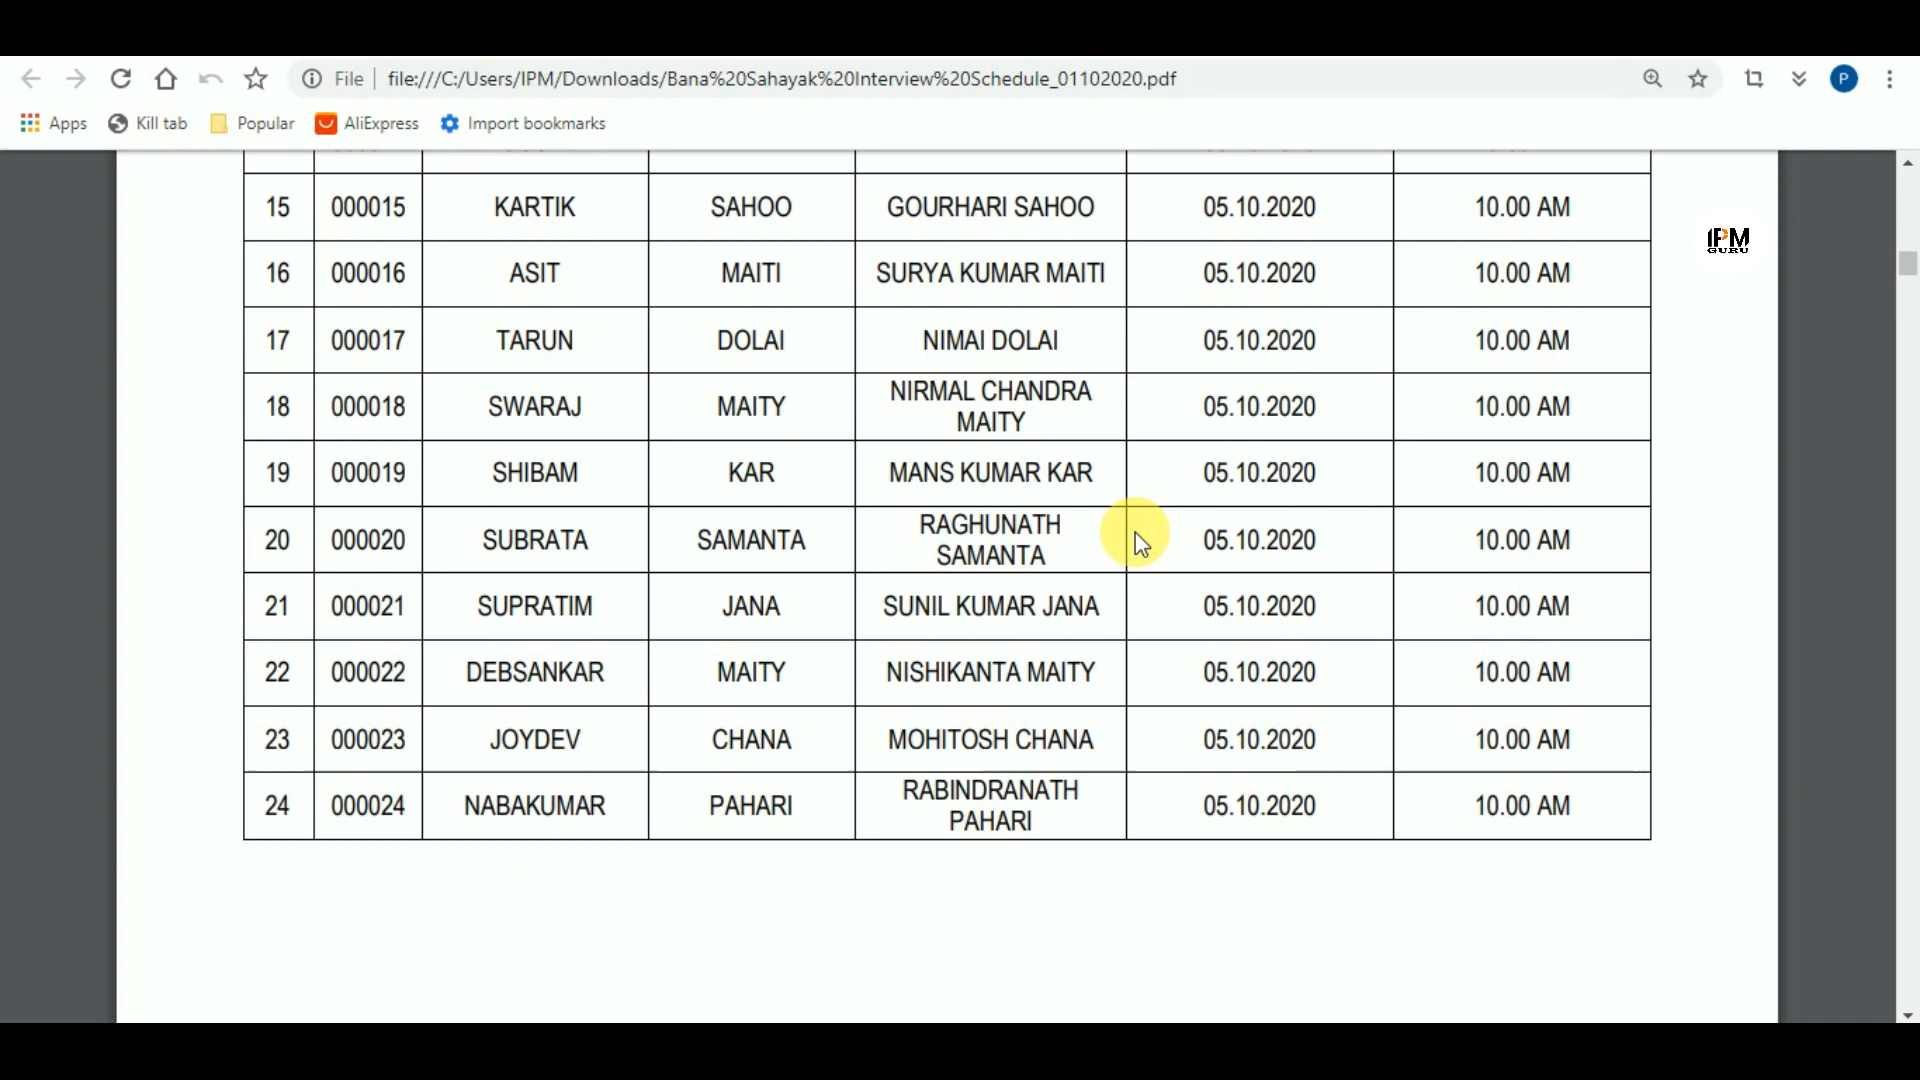 File file:///C:/Users/IPM/Downloads/Bana%20Sahayak%20Interview%20Schedule_01102020.pdf P
Apps Kill tab Popular AliExpress Import bookmarks
15 000015 KARTIK SAHOO GOURHARI SAHOO 05.10.2020 10.00 AM
IPM
GURU
16 000016 ASIT MAITI SURYA KUMAR MAITI 05.10.2020 10.00 AM
17 000017 TARUN DOLAI NIMAI DOLAI 05.10.2020 10.00 AM
18 000018 SWARAJ MAITY NIRMAL CHANDRA
MAITY 05.10.2020 10.00 AM
19 000019 SHIBAM KAR MANS KUMAR KAR 05.10.2020 10.00 AM
20 000020 SUBRATA SAMANTA RAGHUNATH
SAMANTA 05.10.2020 10.00 AM
21 000021 SUPRATIM JANA SUNIL KUMAR JANA 05.10.2020 10.00 AM
22 000022 DEBSANKAR MAITY NISHIKANTA MAITY 05.10.2020 10.00 AM
23 000023 JOYDEV CHANA MOHITOSH CHANA 05.10.2020 10.00 AM
24 000024 NABAKUMAR PAHARI RABINDRANATH
PAHARI 05.10.2020 10.00 AM